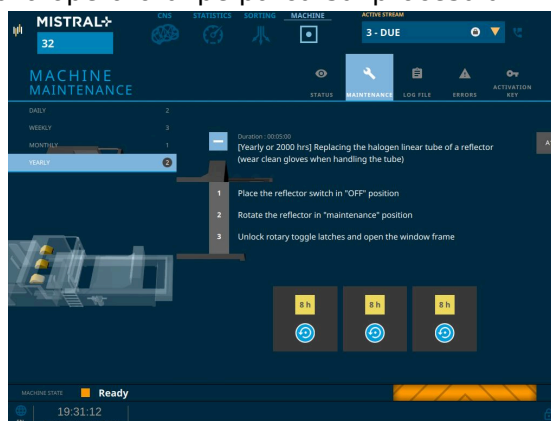 MISTRAL
32
CNS
STATISTICS
SORTING
MACHINE
ACTIVE STREAM
3 - DUE
MACHINE
MAINTENANCE
STATUS
MAINTENANCE
LOG FILE
ERRORS
ACTIVATION
KEY
DAILY 2
WEEKLY 3
MONTHLY 1
YEARLY 2
Duration : 00:05:00
[Yearly or 2000 hrs] Replacing the halogen linear tube of a reflector
(wear clean gloves when handling the tube)
1 Place the reflector switch in "OFF" position
2 Rotate the reflector in "maintenance" position
3 Unlock rotary toggle latches and open the window frame
8 h
8 h
8 h
MACHINE STATE Ready
19:31:12